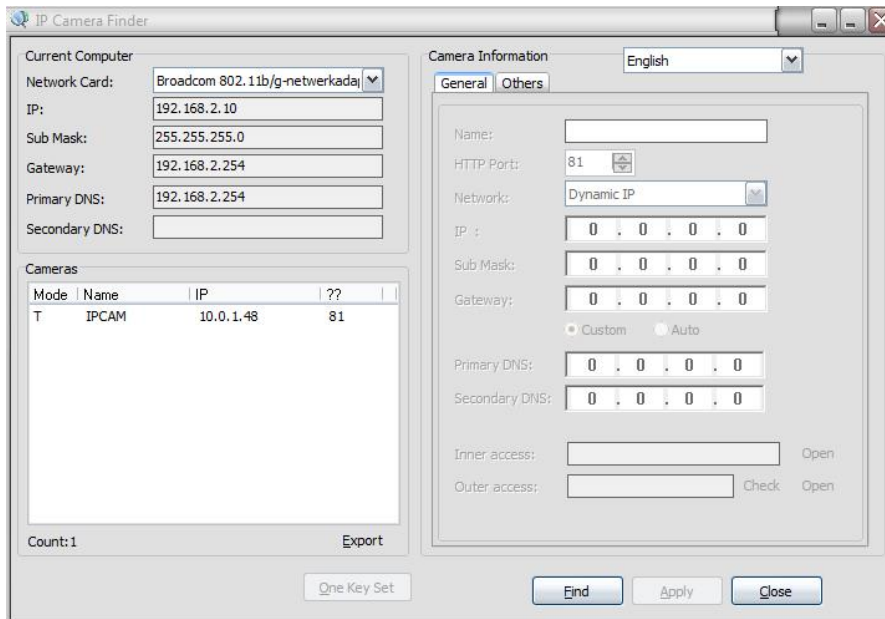 IP Camera Finder
Current Computer
Network Card: Broadcom 802.11b/g-netwerkadap
IP: 192.168.2.10
Sub Mask: 255.255.255.0
Gateway: 192.168.2.254
Primary DNS: 192.168.2.254
Secondary DNS:
Cameras
Mode Name IP ??
T IPCAM 10.0.1.48 81
Count:1 Export
Camera Information English
General Others
Name:
HTTP Port: 81
Network: Dynamic IP
IP : 0 . 0 . 0 . 0
Sub Mask: 0 . 0 . 0 . 0
Gateway: 0 . 0 . 0 . 0
Custom Auto
Primary DNS: 0 . 0 . 0 . 0
Secondary DNS: 0 . 0 . 0 . 0
Inner access: Open
Outer access: Check Open
One Key Set Find Apply Close